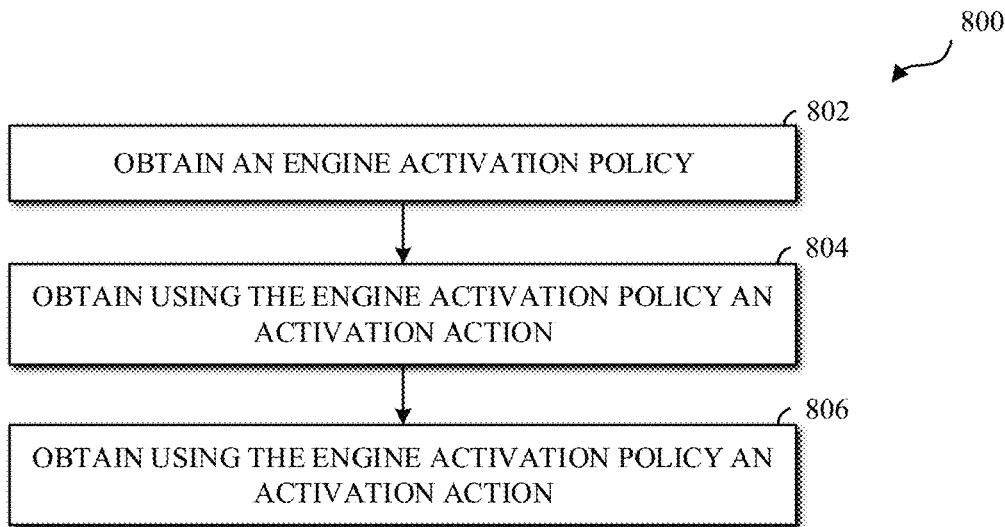 800
802
OBTAIN AN ENGINE ACTIVATION POLICY
804
OBTAIN USING THE ENGINE ACTIVATION POLICY AN
ACTIVATION ACTION
806
OBTAIN USING THE ENGINE ACTIVATION POLICY AN
ACTIVATION ACTION